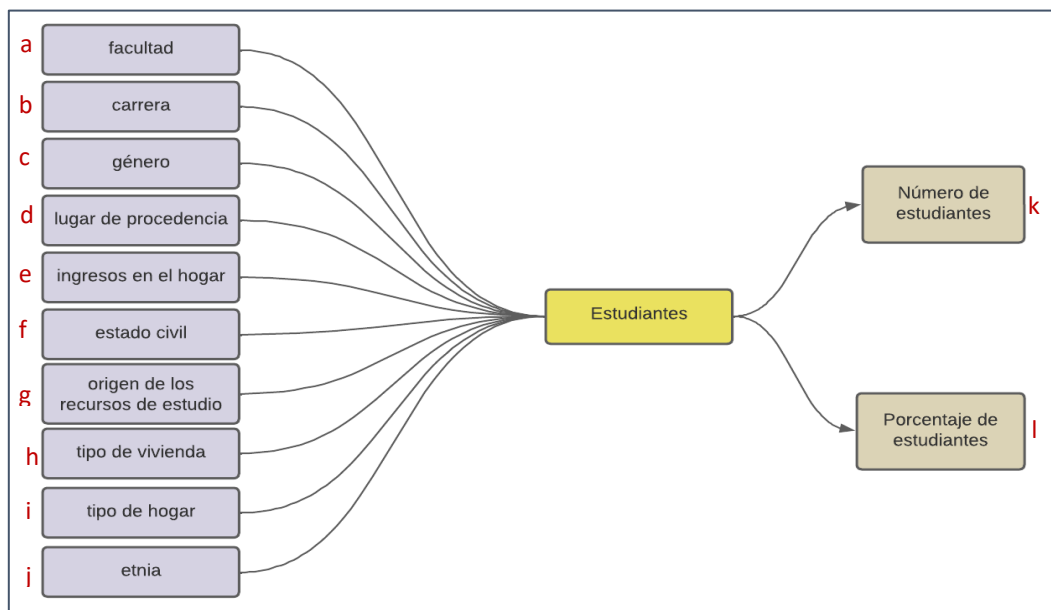 a
facultad
b
carrera
c
género
d
lugar de procedencia
e
ingresos en el hogar
f
estado civil
g
origen de los
recursos de estudio
h
tipo de vivienda
i
tipo de hogar
j
etnia
Estudiantes
Número de
estudiantes
k
Porcentaje de
estudiantes
l